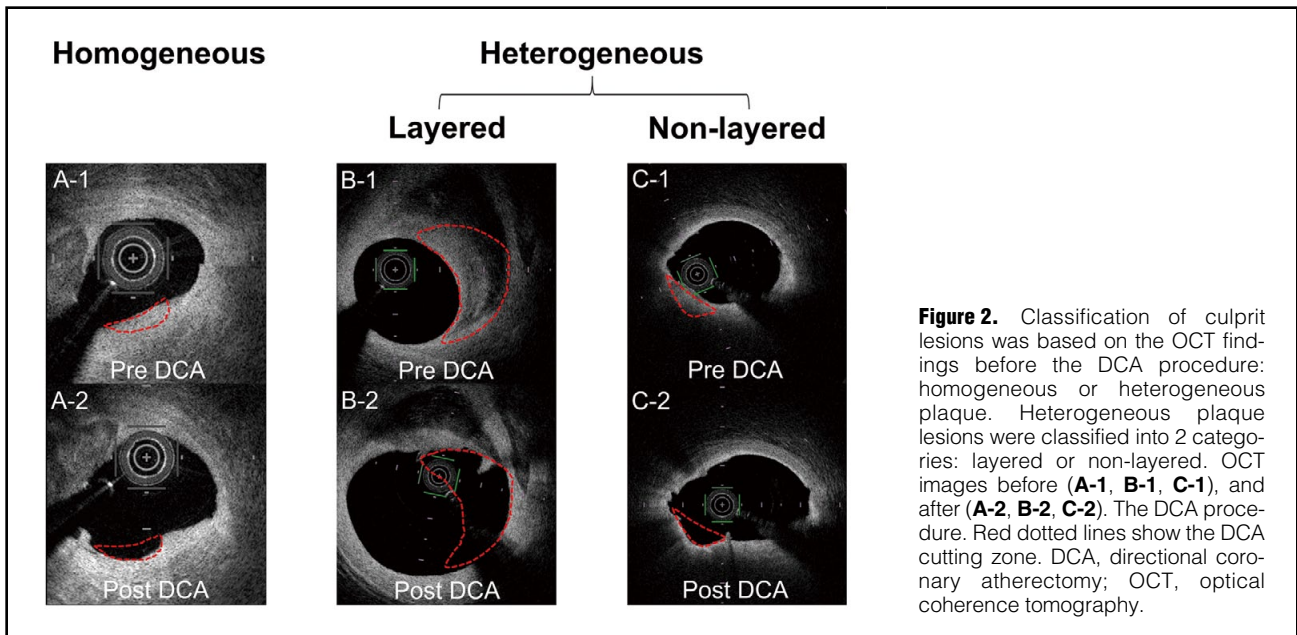 Homogeneous
Heterogeneous
Layered
Non-layered
A-1
Pre DCA
B-1
Pre DCA
C-1
Pre DCA
A-2
Post DCA
B-2
Post DCA
C-2
Post DCA
Figure 2. Classification of culprit
lesions was based on the OCT find-
ings before the DCA procedure:
homogeneous or heterogeneous
plaque. Heterogeneous plaque
lesions were classified into 2 catego-
ries: layered or non-layered. OCT
images before (A-1, B-1, C-1), and
after (A-2, B-2, C-2). The DCA proce-
dure. Red dotted lines show the DCA
cutting zone. DCA, directional coro-
nary atherectomy; OCT, optical
coherence tomography.